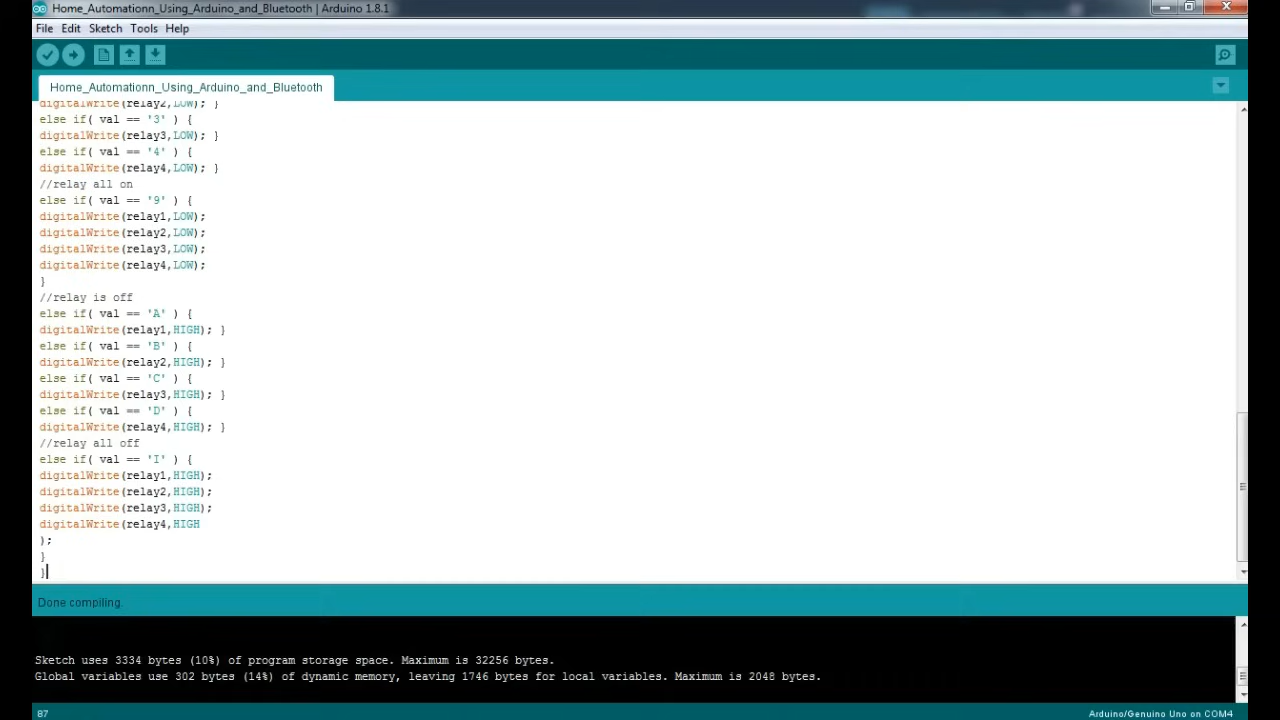 Home_Automationn_Using_Arduino_and_Bluetooth | Arduino 1.8.1
File Edit Sketch Tools Help
Home_Automationn_Using_Arduino_and_Bluetooth
digitalWrite(relay2,LOW); }
else if( val == '3' ) {
digitalWrite(relay3,LOW); }
else if( val == '4' ) {
digitalWrite(relay4,LOW); }
//relay all on
else if( val == '9' ) {
digitalWrite(relay1,LOW);
digitalWrite(relay2,LOW);
digitalWrite(relay3,LOW);
digitalWrite(relay4,LOW);
}
//relay is off
else if( val == 'A' ) {
digitalWrite(relay1,HIGH); }
else if( val == 'B' ) {
digitalWrite(relay2,HIGH); }
else if( val == 'C' ) {
digitalWrite(relay3,HIGH); }
else if( val == 'D' ) {
digitalWrite(relay4,HIGH); }
//relay all off
else if( val == 'I' ) {
digitalWrite(relay1,HIGH);
digitalWrite(relay2,HIGH);
digitalWrite(relay3,HIGH);
digitalWrite(relay4,HIGH
);
}
}
Done compiling.
Sketch uses 3334 bytes (10%) of program storage space. Maximum is 32256 bytes.
Global variables use 302 bytes (14%) of dynamic memory, leaving 1746 bytes for local variables. Maximum is 2048 bytes.
87
Arduino/Genuino Uno on COM4